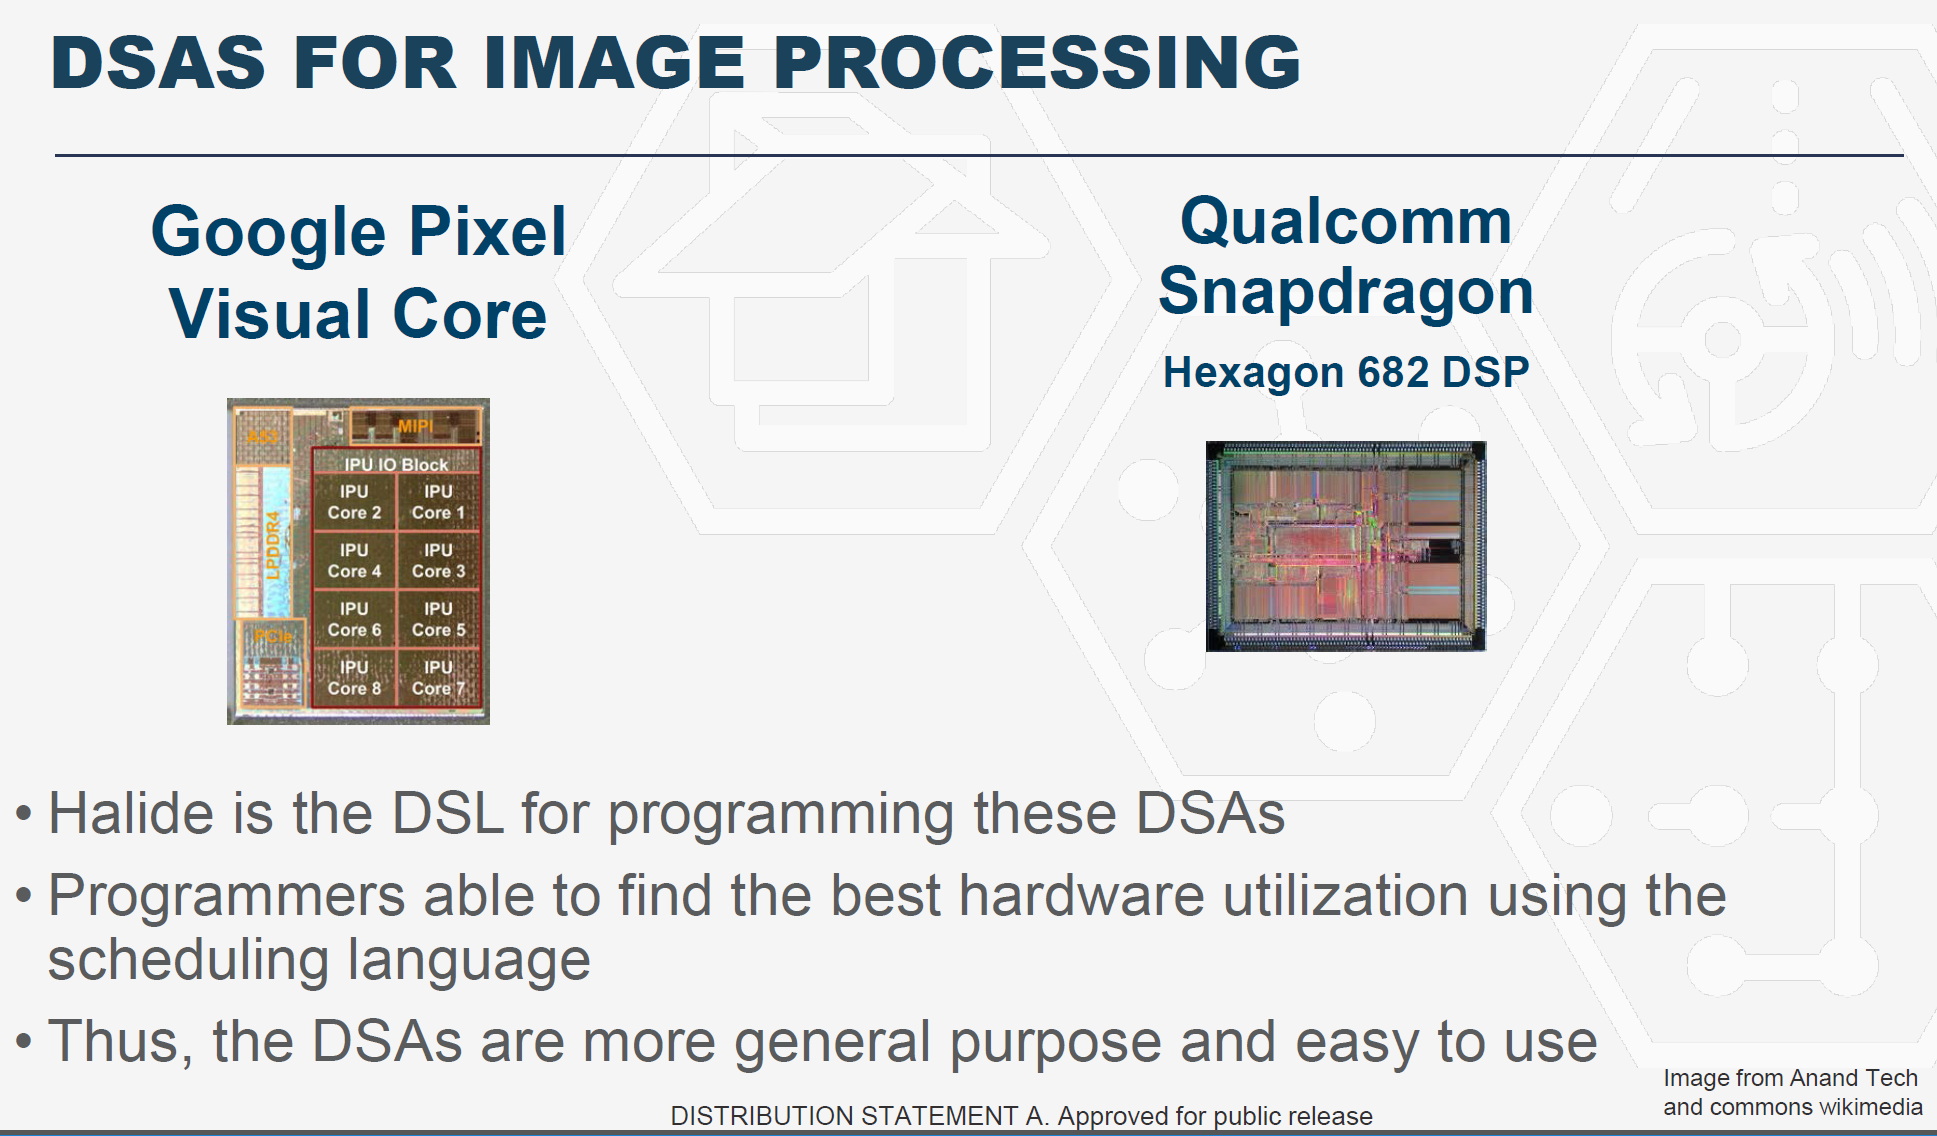 DSAS FOR IMAGE PROCESSING
Google Pixel
Visual Core
Qualcomm
Snapdragon
Hexagon 682 DSP
A53
MIPI
IPU IO Block
IPU
Core 2
IPU
Core 1
LPDDR4
IPU
Core 4
IPU
Core 3
IPU
Core 6
IPU
Core 5
PCIe
IPU
Core 8
IPU
Core 7
• Halide is the DSL for programming these DSAs
• Programmers able to find the best hardware utilization using the
scheduling language
• Thus, the DSAs are more general purpose and easy to use
Image from Anand Tech
and commons wikimedia
DISTRIBUTION STATEMENT A. Approved for public release